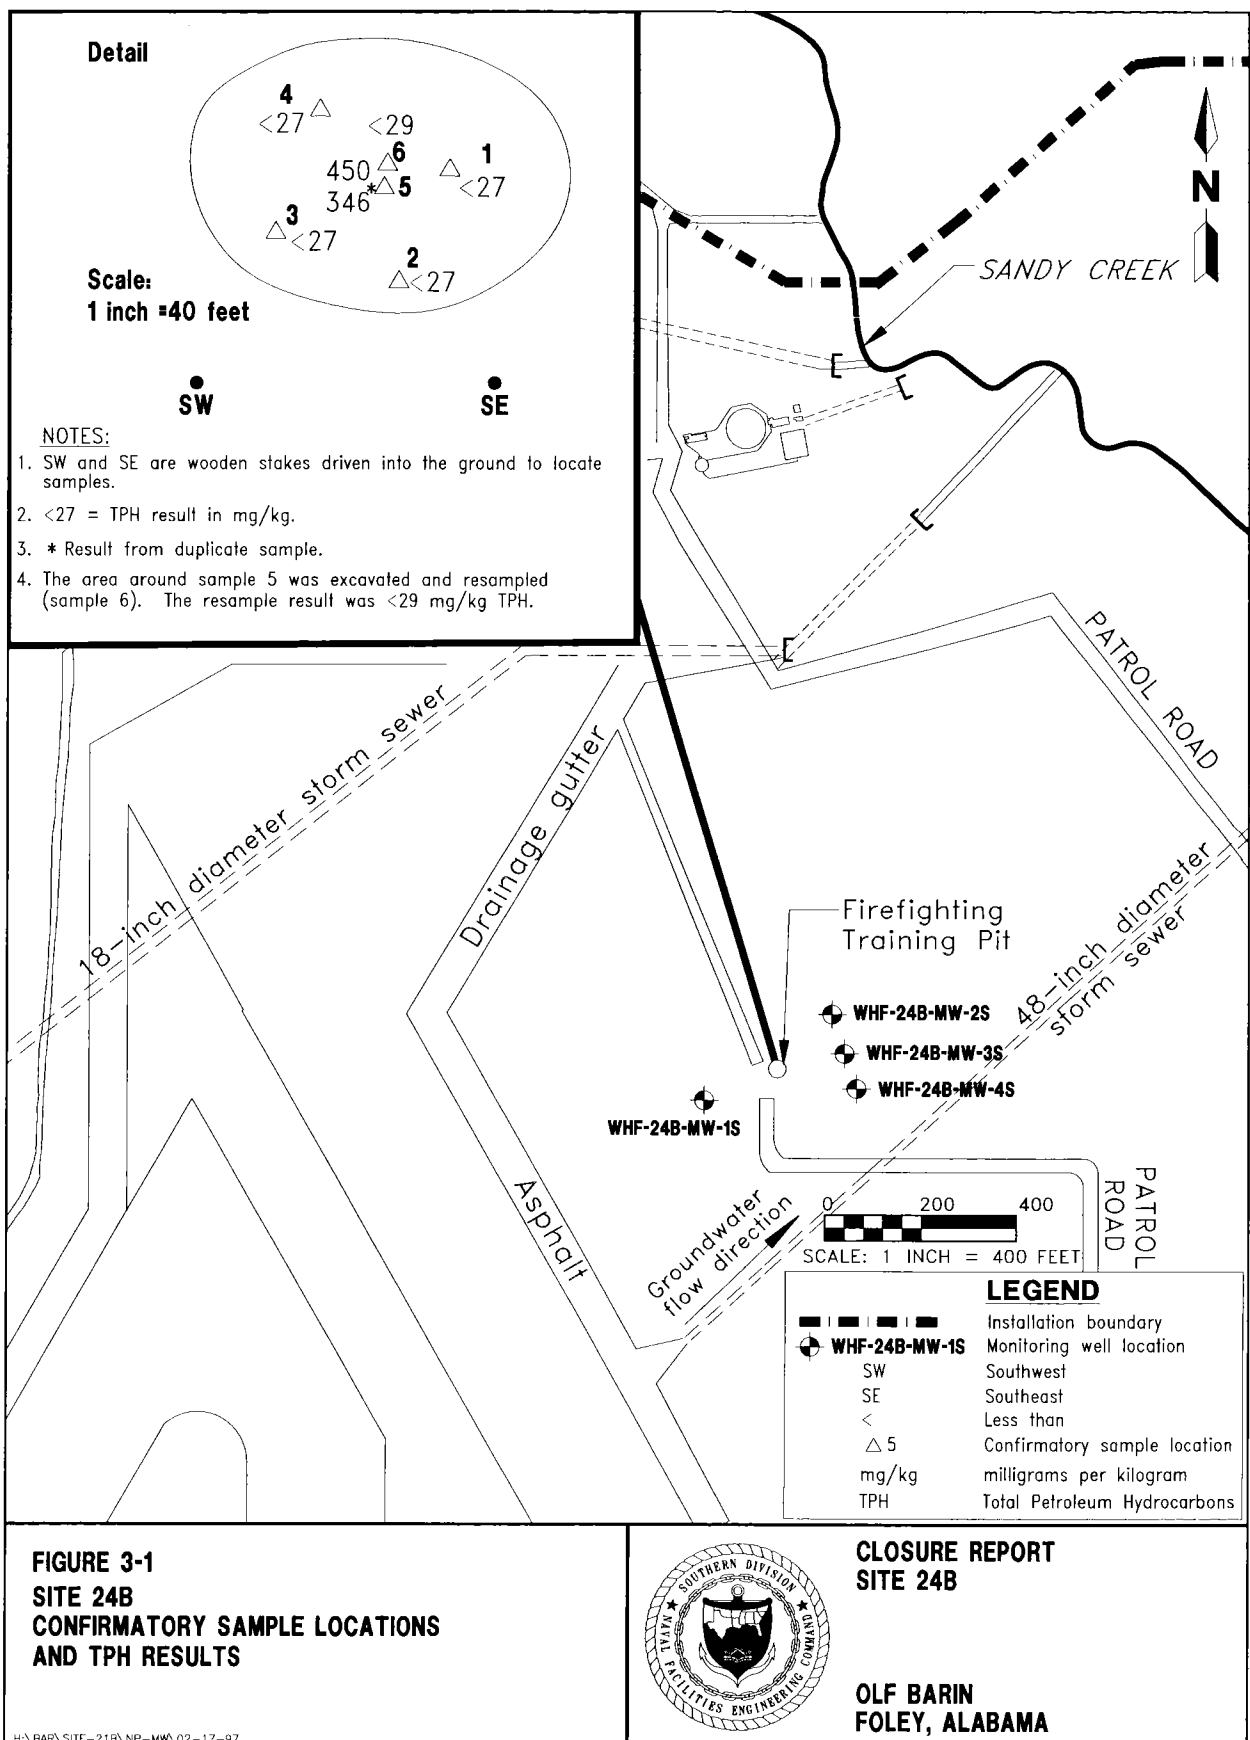 Detail
4
<27
<29
6
1
450
<27
* 5
346
3
<27
2
<27
Scale:
1 inch =40 feet
SW
SE
NOTES:
1. SW and SE are wooden stakes driven into the ground to locate
samples.
2. <27 = TPH result in mg/kg.
3. * Result from duplicate sample.
4. The area around sample 5 was excavated and resampled
(sample 6). The resample result was <29 mg/kg TPH.
N
SANDY CREEK
PATROL ROAD
18-inch diameter storm sewer
Drainage gutter
Firefighting
Training Pit
48-inch diameter
storm sewer
WHF-24B-MW-2S
WHF-24B-MW-3S
WHF-24B-MW-4S
WHF-24B-MW-1S
Asphalt
Groundwater
flow direction
PATROL
ROAD
0 200 400
SCALE: 1 INCH = 400 FEET
LEGEND
Installation boundary
WHF-24B-MW-1S Monitoring well location
SW Southwest
SE Southeast
< Less than
△ 5 Confirmatory sample location
mg/kg milligrams per kilogram
TPH Total Petroleum Hydrocarbons
FIGURE 3-1
SITE 24B
CONFIRMATORY SAMPLE LOCATIONS
AND TPH RESULTS
SOUTHERN DIVISION
NAVAL FACILITIES ENGINEERING COMMAND
CLOSURE REPORT
SITE 24B
OLF BARIN
FOLEY, ALABAMA
H:\BAR\SITE-21B\NP-MW\02-17-97